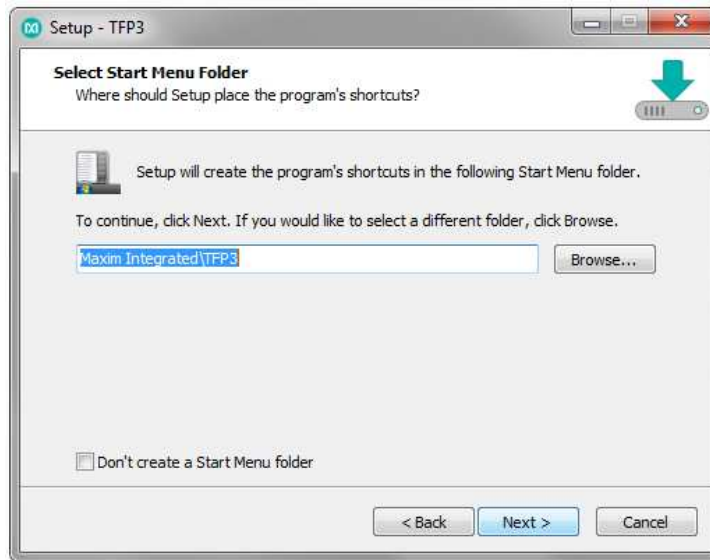 Setup - TFP3
Select Start Menu Folder
Where should Setup place the program's shortcuts?
Setup will create the program's shortcuts in the following Start Menu folder.
To continue, click Next. If you would like to select a different folder, click Browse.
Maxim Integrated\TFP3
Browse...
Don't create a Start Menu folder
< Back
Next >
Cancel